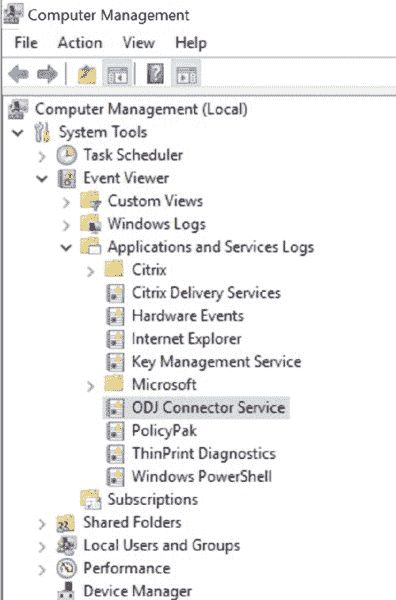 Computer Management
File Action View Help
Computer Management (Local)
System Tools
Task Scheduler
Event Viewer
Custom Views
Windows Logs
Applications and Services Logs
Citrix
Citrix Delivery Services
Hardware Events
Internet Explorer
Key Management Service
Microsoft
ODJ Connector Service
PolicyPak
ThinPrint Diagnostics
Windows PowerShell
Subscriptions
Shared Folders
Local Users and Groups
Performance
Device Manager